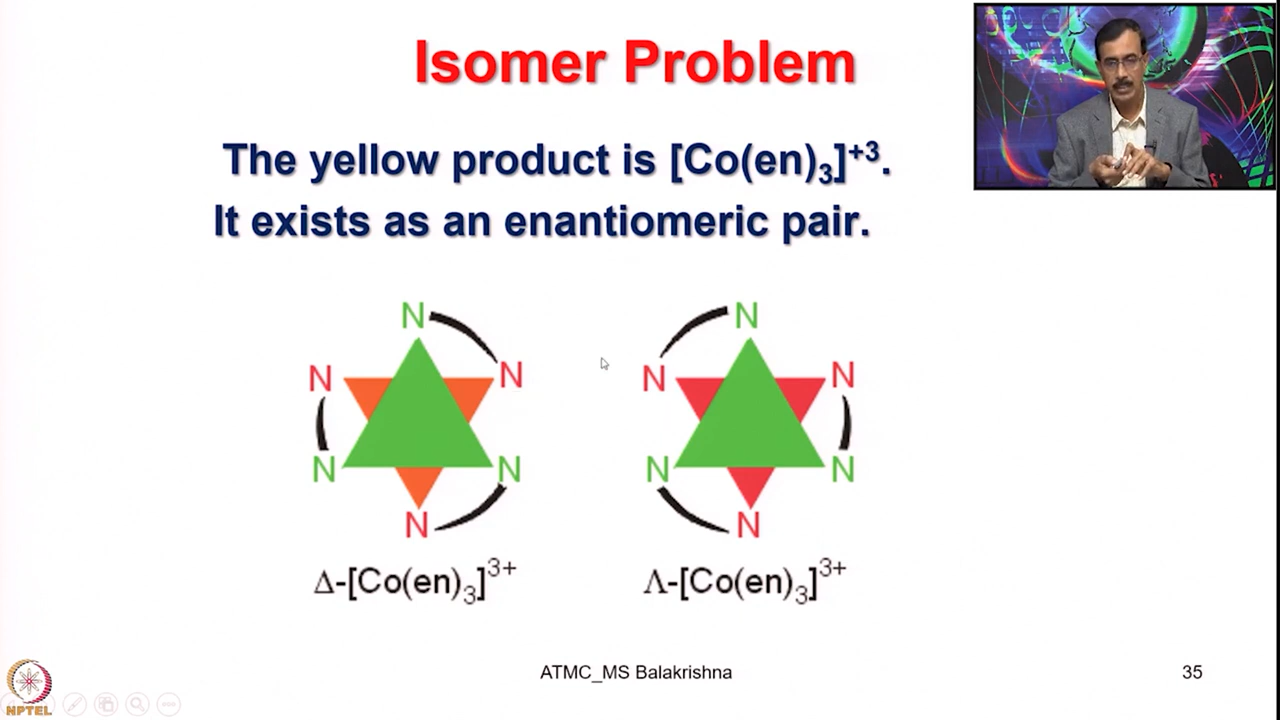 Isomer Problem
The yellow product is [Co(en)₃]⁺³.
It exists as an enantiomeric pair.
N N
N N N N
N N N N
N N
Δ-[Co(en)₃]³⁺ Λ-[Co(en)₃]³⁺
ATMC_MS Balakrishna 35
NPTEL